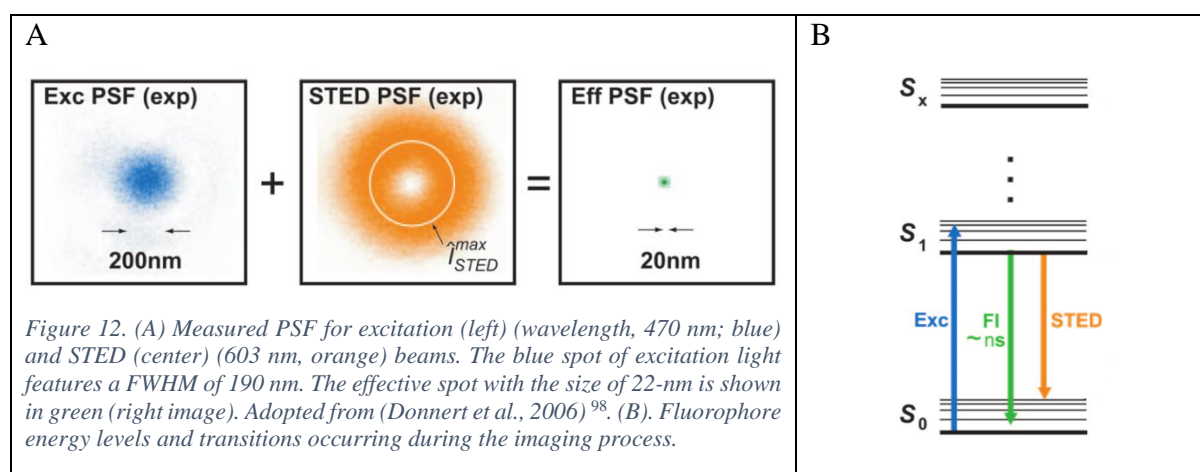 A
Exc PSF (exp)
STED PSF (exp)
Eff PSF (exp)
+
=
200nm
Î^max_STED
20nm
Figure 12. (A) Measured PSF for excitation (left) (wavelength, 470 nm; blue)
and STED (center) (603 nm, orange) beams. The blue spot of excitation light
features a FWHM of 190 nm. The effective spot with the size of 22-nm is shown
in green (right image). Adopted from (Donnert et al., 2006) ⁹⁸. (B). Fluorophore
energy levels and transitions occurring during the imaging process.
B
Sₓ
S₁
Exc
Fl
~ns
STED
S₀